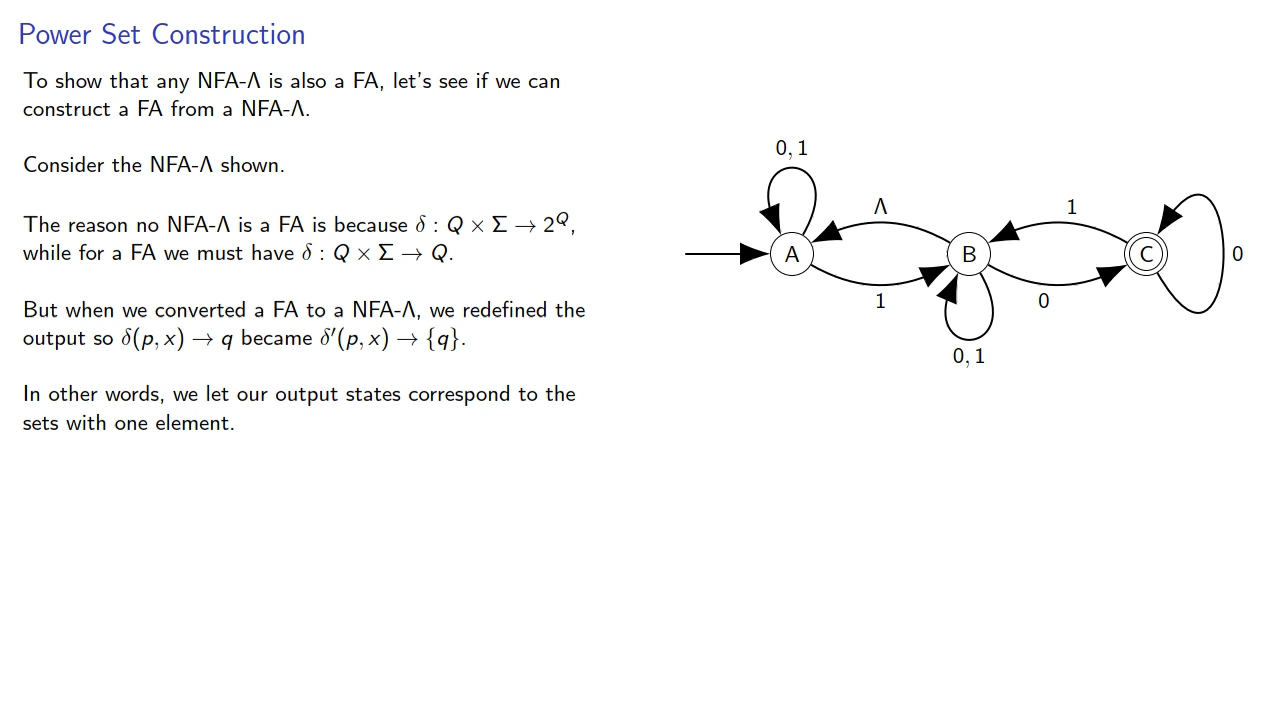 Power Set Construction
To show that any NFA-Λ is also a FA, let's see if we can
construct a FA from a NFA-Λ.
Consider the NFA-Λ shown.
The reason no NFA-Λ is a FA is because δ : Q × Σ → 2^Q,
while for a FA we must have δ : Q × Σ → Q.
But when we converted a FA to a NFA-Λ, we redefined the
output so δ(p, x) → q became δ′(p, x) → {q}.
In other words, we let our output states correspond to the
sets with one element.
0, 1
Λ
1
A
B
C
0
1
0
0, 1